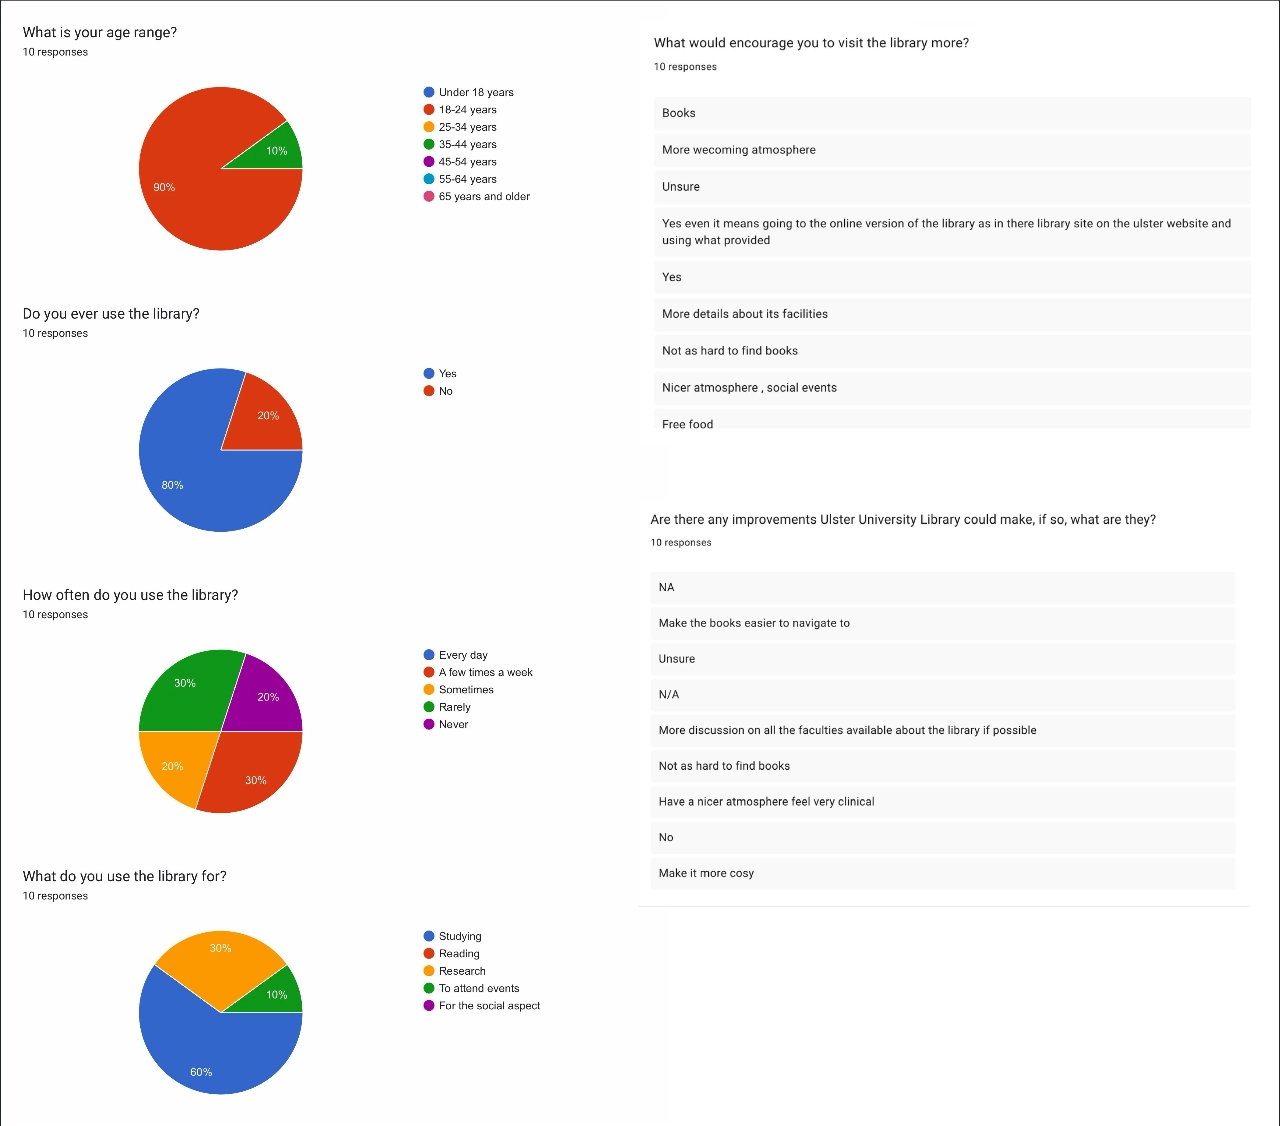 What is your age range?
10 responses
Under 18 years
18-24 years
25-34 years
35-44 years
45-54 years
55-64 years
65 years and older
10%
90%
Do you ever use the library?
10 responses
Yes
No
20%
80%
How often do you use the library?
10 responses
Every day
A few times a week
Sometimes
Rarely
Never
30%
20%
20%
30%
What do you use the library for?
10 responses
Studying
Reading
Research
To attend events
For the social aspect
30%
10%
60%
What would encourage you to visit the library more?
10 responses
Books
More wecoming atmosphere
Unsure
Yes even it means going to the online version of the library as in there library site on the ulster website and
using what provided
Yes
More details about its facilities
Not as hard to find books
Nicer atmosphere , social events
Free food
Are there any improvements Ulster University Library could make, if so, what are they?
10 responses
NA
Make the books easier to navigate to
Unsure
N/A
More discussion on all the faculties available about the library if possible
Not as hard to find books
Have a nicer atmosphere feel very clinical
No
Make it more cosy